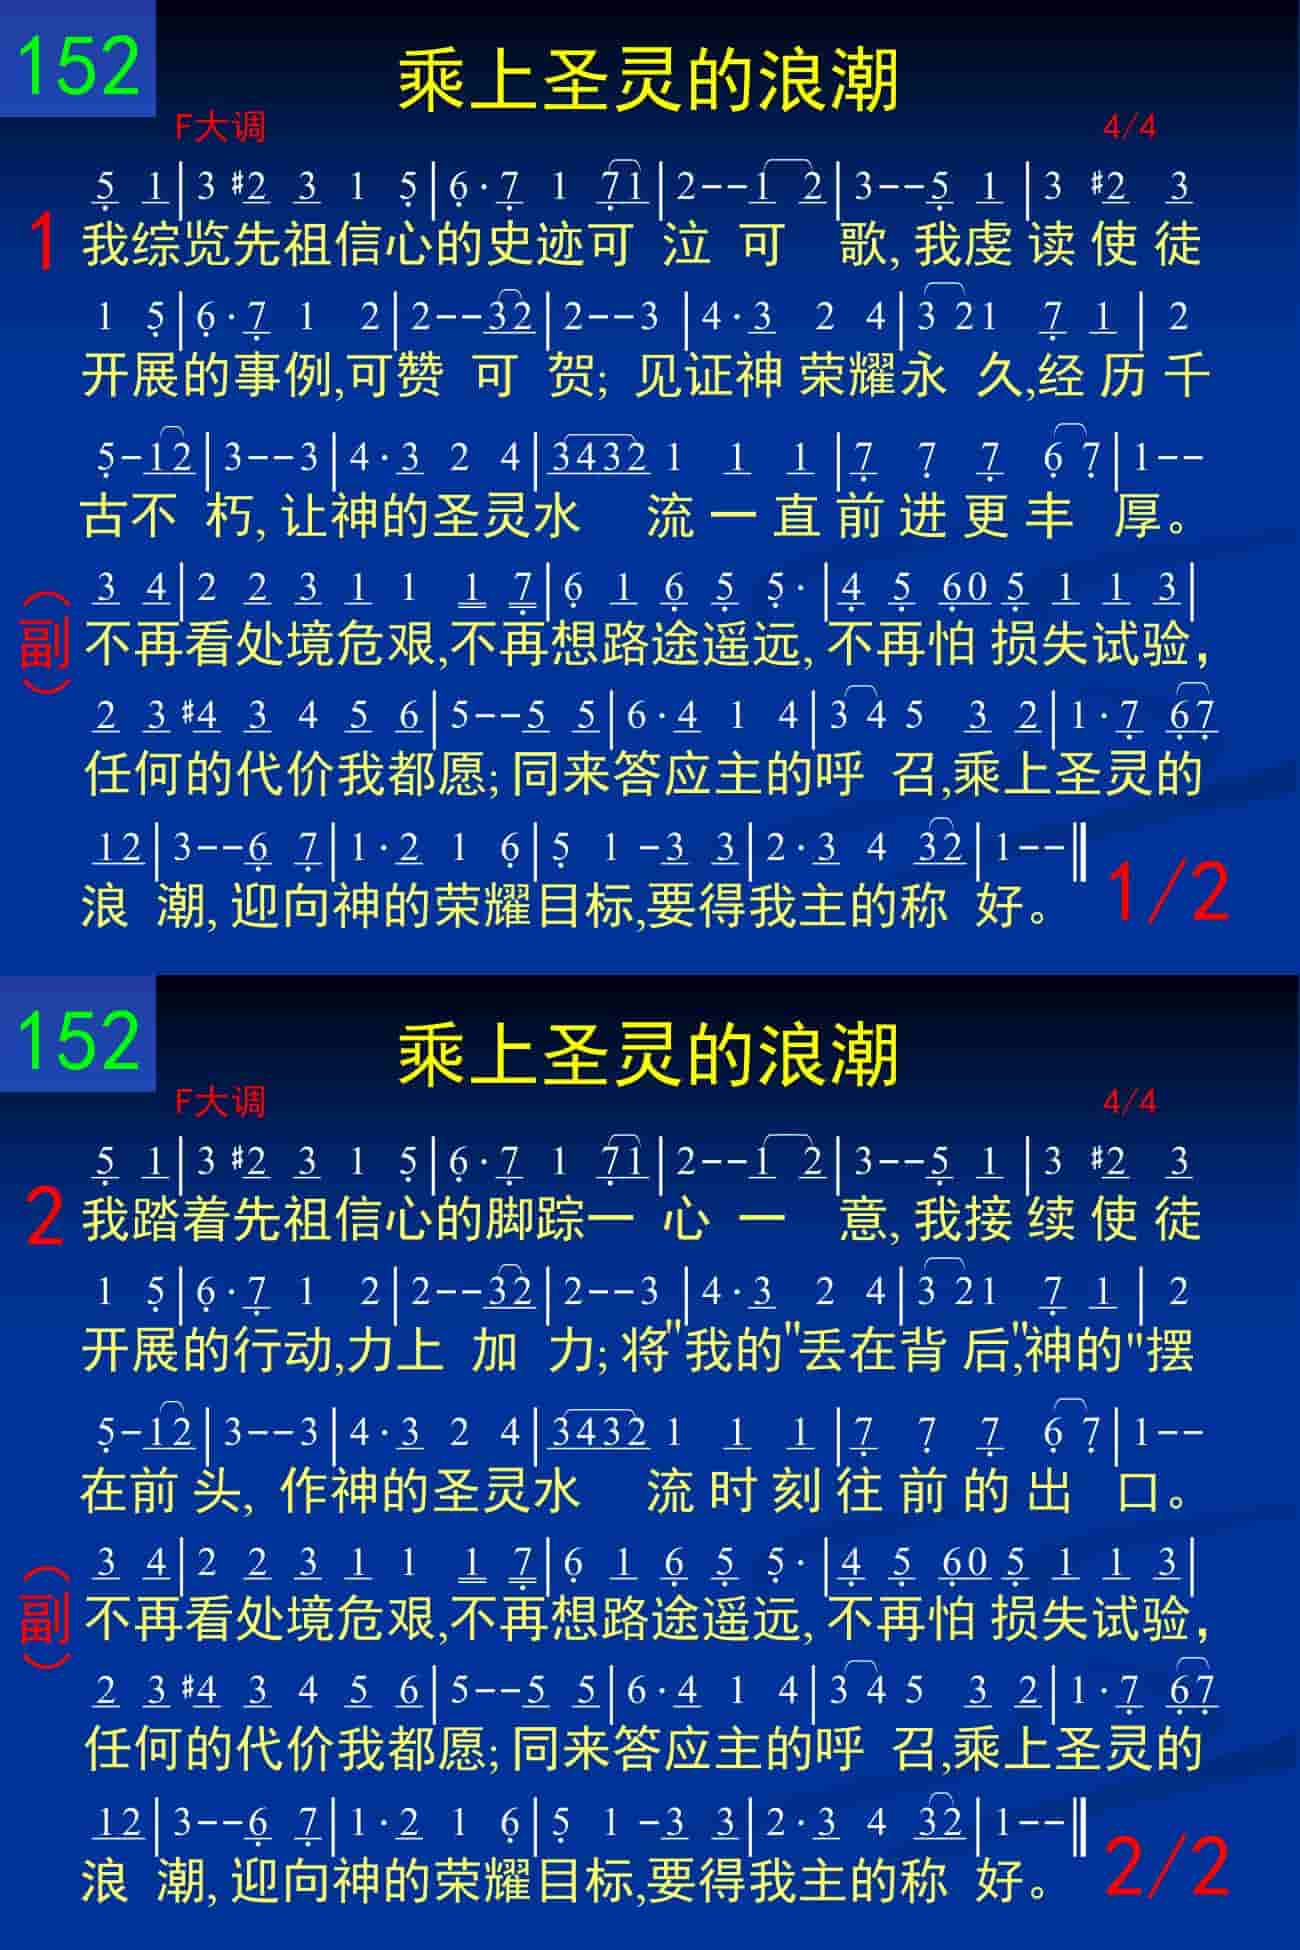 152
乘上圣灵的浪潮
F大调 4/4
5 1|3 #2 3 1 5|6·7 1 71|2--1 2|3--5 1|3 #2 3
1 我综览先祖信心的史迹可 泣 可 歌, 我虔 读 使 徒
1 5|6·7 1 2|2--32|2--3|4·3 2 4|3 21 7 1|2
开展的事例,可赞 可 贺; 见证神 荣耀永 久,经 历 千
5-12|3--3|4·3 2 4|3432 1 1 1|7 7 7 6 7|1--
古不 朽, 让神的圣灵水 流 一 直 前 进 更 丰 厚。
3 4|2 2 3 1 1 1 7|6 1 6 5 5·|4 5 60 5 1 1 3|
(副) 不再看处境危艰,不再想路途遥远, 不再怕 损失试验,
2 3 #4 3 4 5 6|5--5 5|6·4 1 4|3 4 5 3 2|1·7 67
任何的代价我都愿; 同来答应主的呼 召,乘上圣灵的
12|3--6 7|1·2 1 6|5 1 -3 3|2·3 4 32|1--‖
浪 潮, 迎向神的荣耀目标,要得我主的称 好。 1/2
152
乘上圣灵的浪潮
F大调 4/4
5 1|3 #2 3 1 5|6·7 1 71|2--1 2|3--5 1|3 #2 3
2 我踏着先祖信心的脚踪一 心 一 意, 我接 续 使 徒
1 5|6·7 1 2|2--32|2--3|4·3 2 4|3 21 7 1|2
开展的行动,力上 加 力; 将"我的"丢在背 后,"神的"摆
5-12|3--3|4·3 2 4|3432 1 1 1|7 7 7 6 7|1--
在前 头, 作神的圣灵水 流 时 刻 往 前 的 出 口。
3 4|2 2 3 1 1 1 7|6 1 6 5 5·|4 5 60 5 1 1 3|
(副) 不再看处境危艰,不再想路途遥远, 不再怕 损失试验,
2 3 #4 3 4 5 6|5--5 5|6·4 1 4|3 4 5 3 2|1·7 67
任何的代价我都愿; 同来答应主的呼 召,乘上圣灵的
12|3--6 7|1·2 1 6|5 1 -3 3|2·3 4 32|1--‖
浪 潮, 迎向神的荣耀目标,要得我主的称 好。 2/2